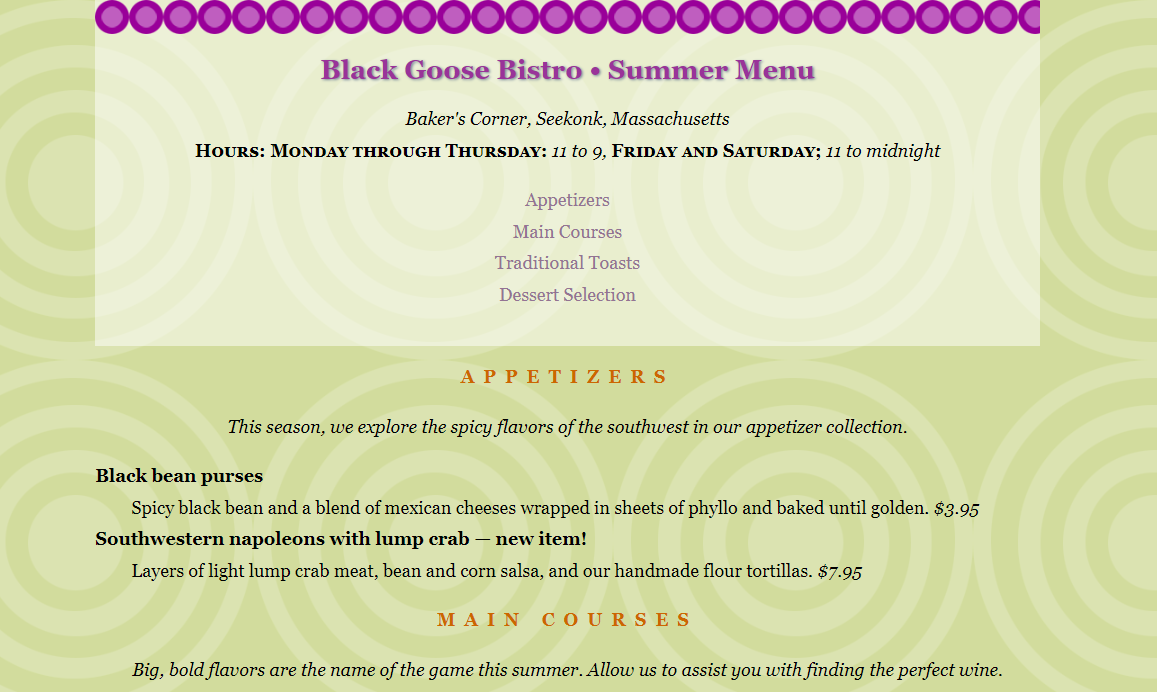 Black Goose Bistro • Summer Menu
Baker's Corner, Seekonk, Massachusetts
Hours: Monday through Thursday: 11 to 9, Friday and Saturday; 11 to midnight
Appetizers
Main Courses
Traditional Toasts
Dessert Selection
APPETIZERS
This season, we explore the spicy flavors of the southwest in our appetizer collection.
Black bean purses
Spicy black bean and a blend of mexican cheeses wrapped in sheets of phyllo and baked until golden. $3.95
Southwestern napoleons with lump crab — new item!
Layers of light lump crab meat, bean and corn salsa, and our handmade flour tortillas. $7.95
MAIN COURSES
Big, bold flavors are the name of the game this summer. Allow us to assist you with finding the perfect wine.